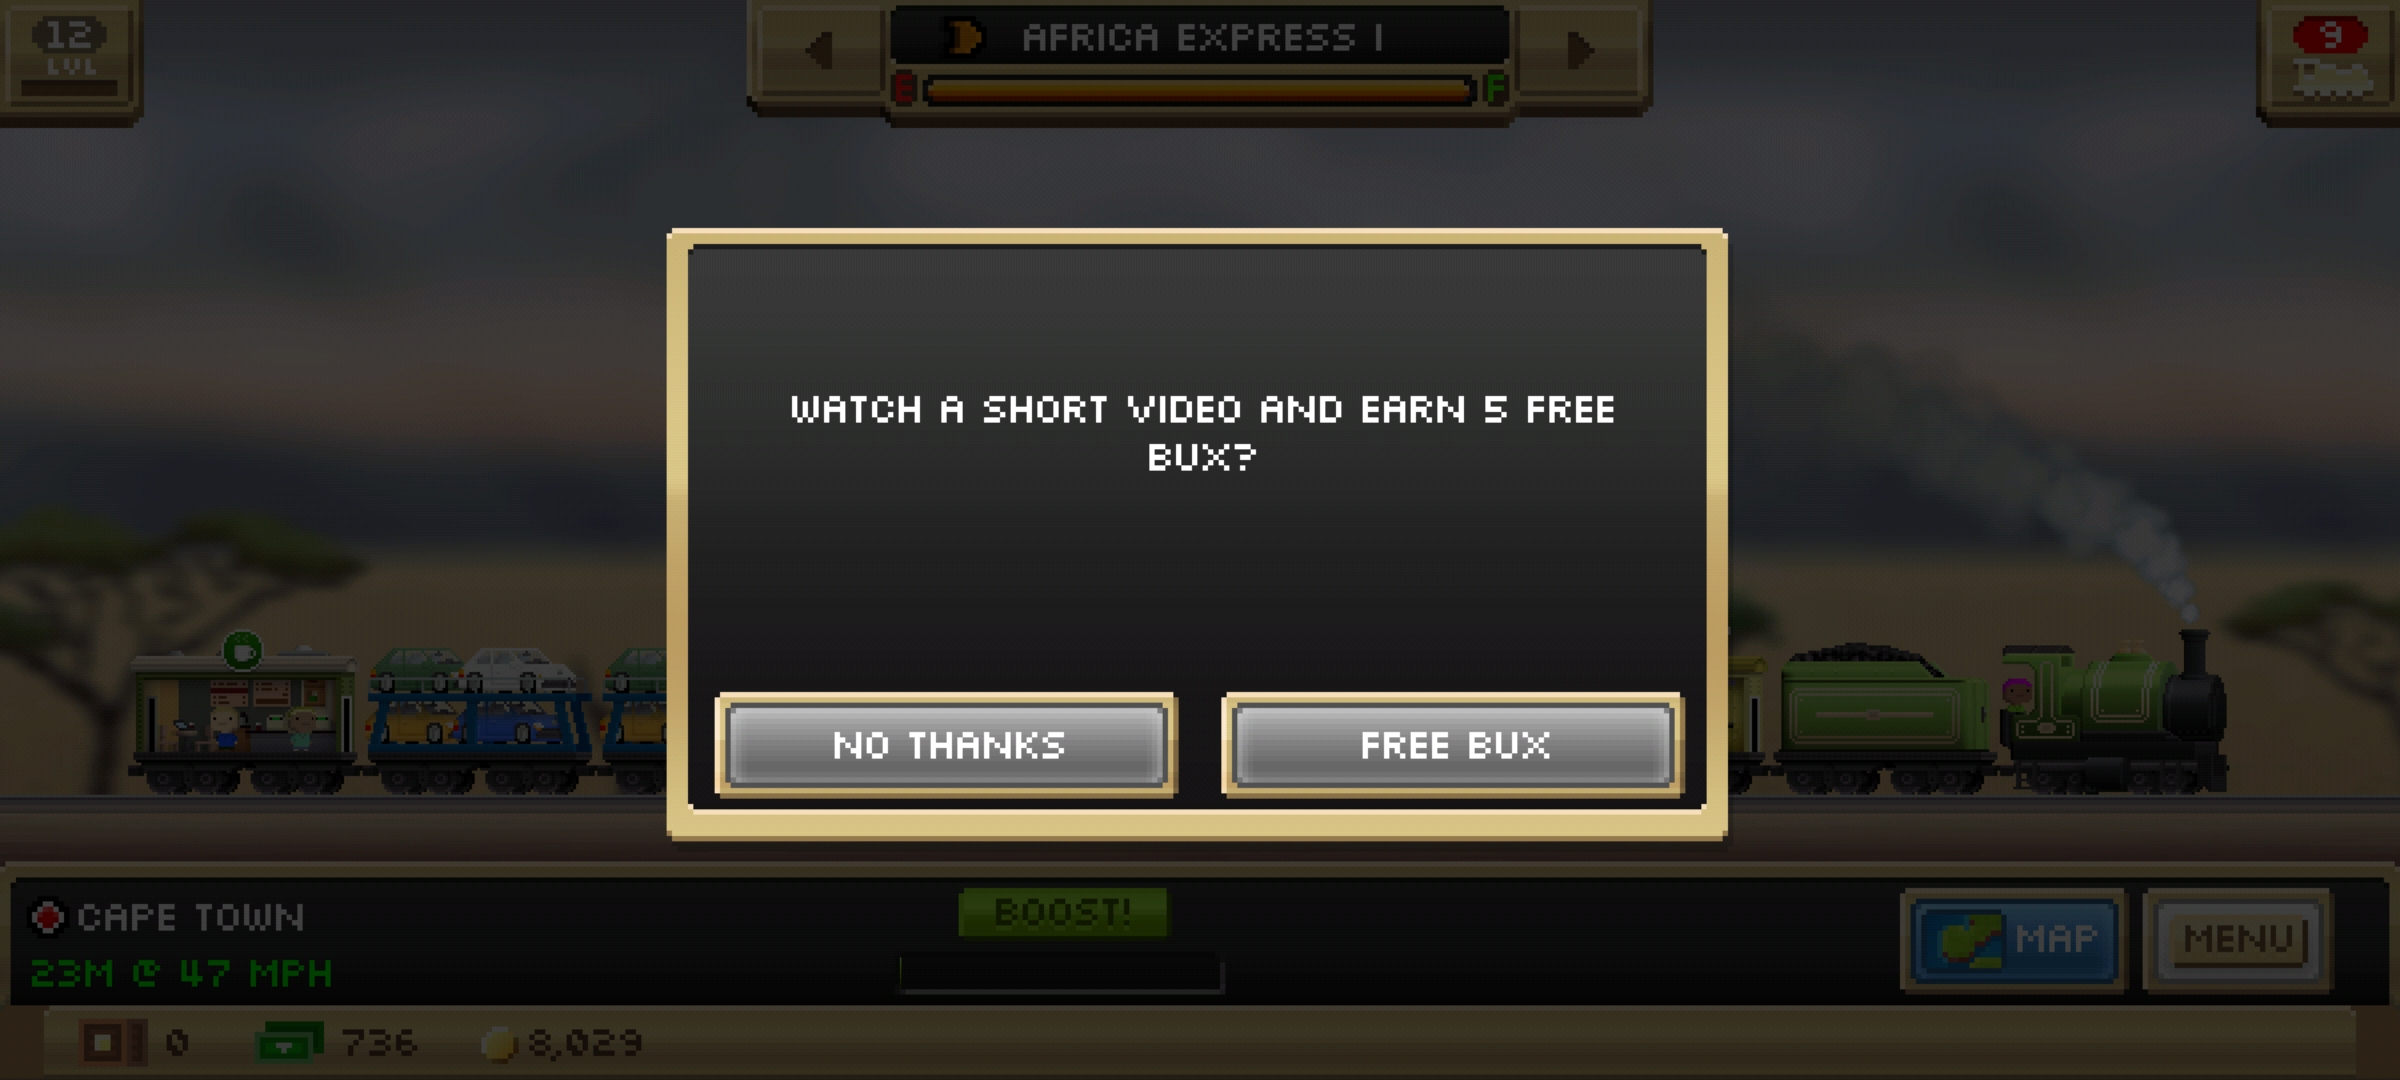 12
LVL
AFRICA EXPRESS I
E
F
9
WATCH A SHORT VIDEO AND EARN 5 FREE
BUX?
NO THANKS
FREE BUX
CAPE TOWN
23M @ 47 MPH
BOOST!
MAP
MENU
0
736
8,029